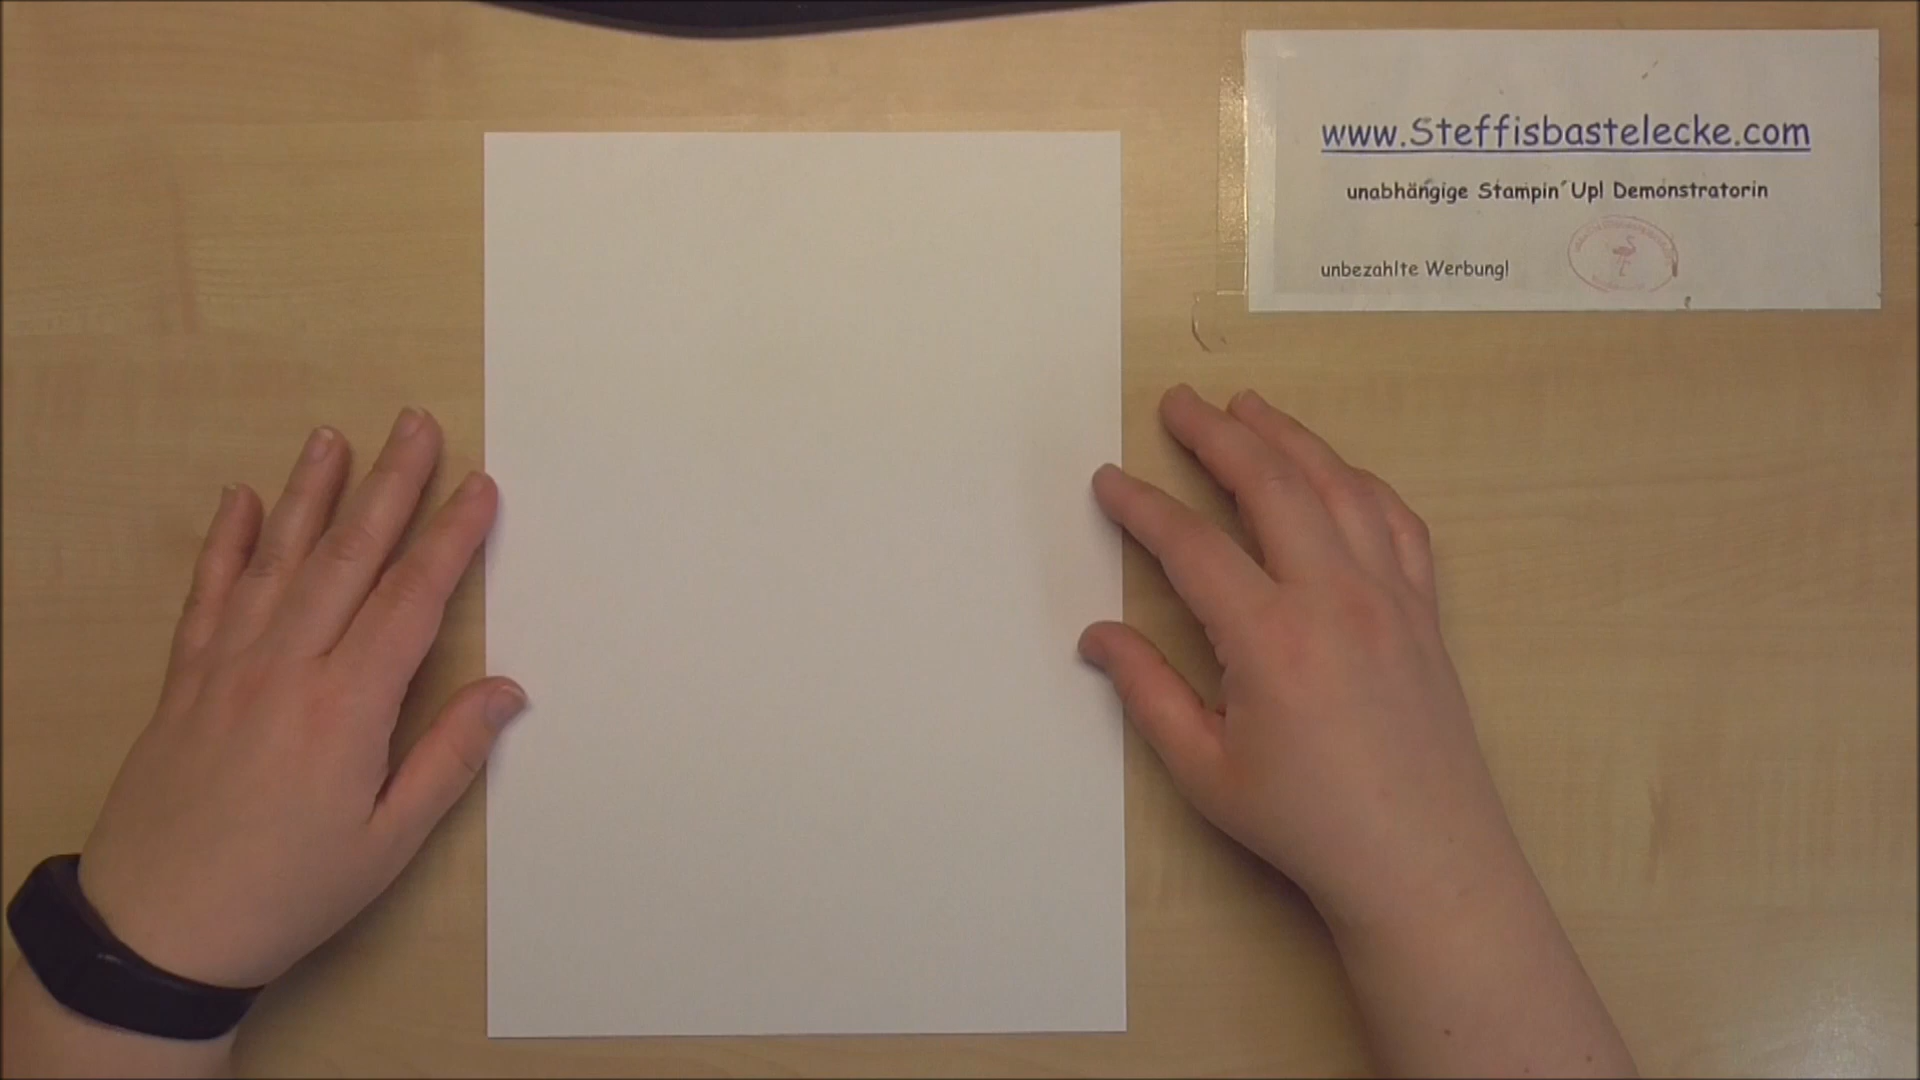 www.Steffisbastelecke.com
unabhängige Stampin´Up! Demonstratorin
unbezahlte Werbung!